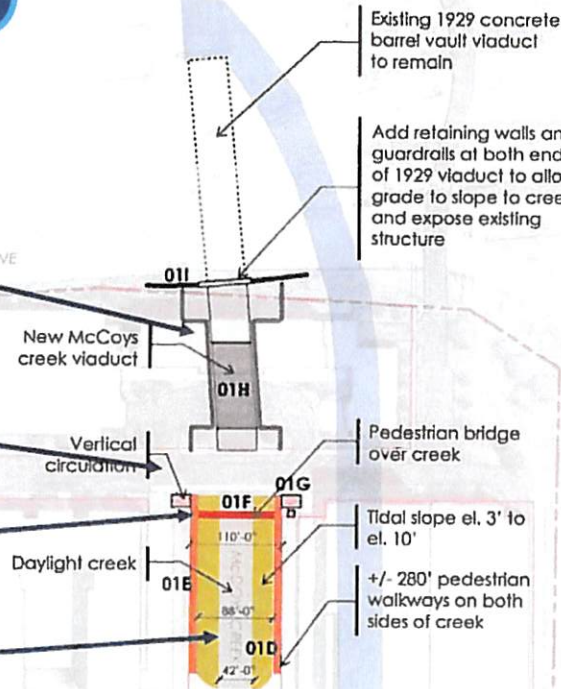 Existing 1929 concrete
barrel vault viaduct
to remain
Add retaining walls an
guardrails at both end
of 1929 viaduct to allo
grade to slope to cree
and expose existing
structure
VE
01I
New McCoys
creek viaduct
01H
Vertical
circulation
Pedestrian bridge
over creek
01G
01F
110'-0"
Tidal slope el. 3' to
el. 10'
Daylight creek
01E
+/- 280' pedestrian
walkways on both
sides of creek
88'-0"
01D
42'-0"